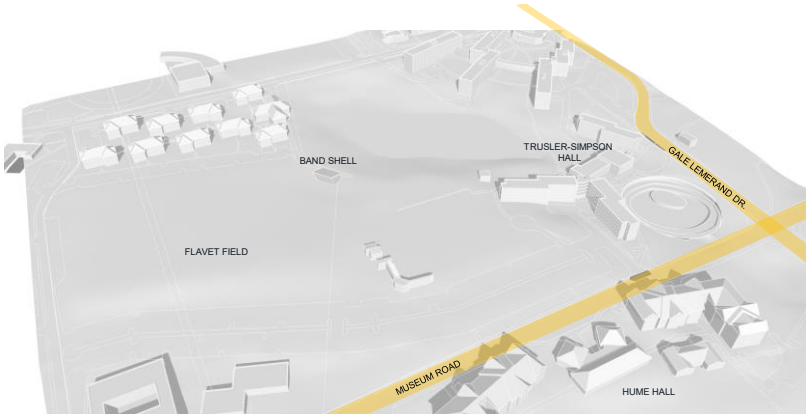 BAND SHELL
TRUSLER-SIMPSON
HALL
GALE LEMERAND DR.
FLAVET FIELD
MUSEUM ROAD
HUME HALL